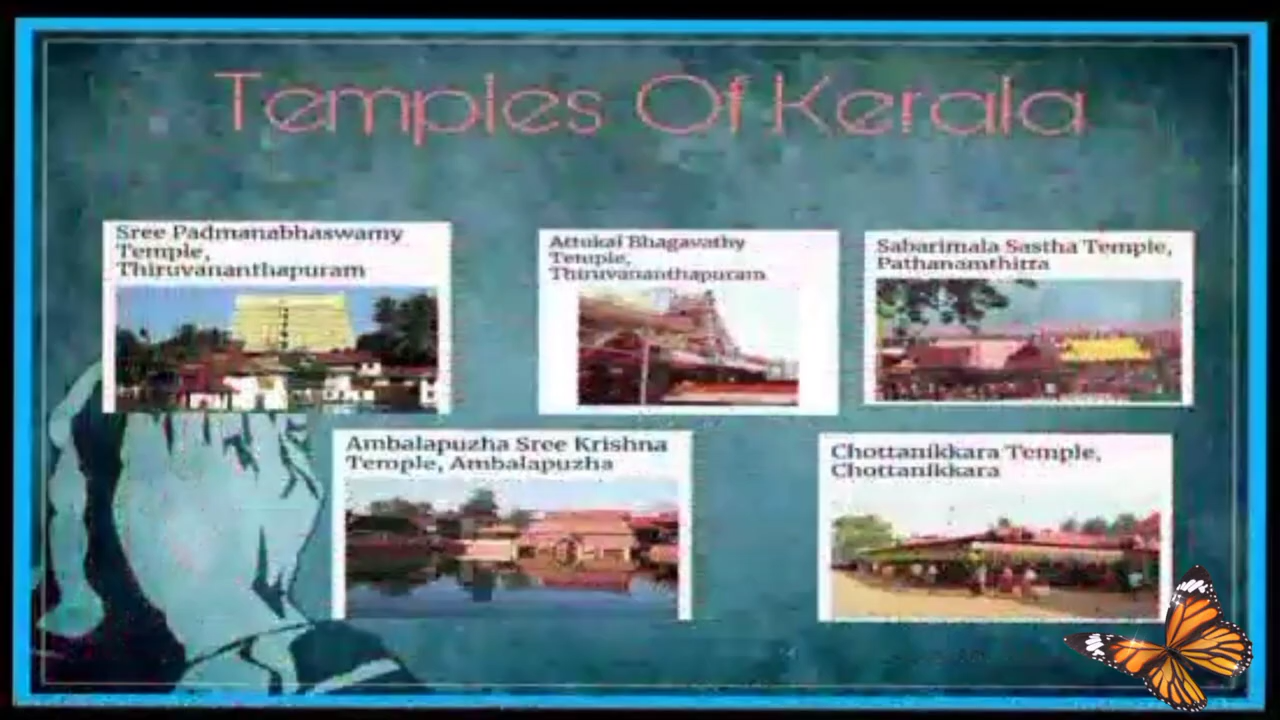 Temples Of Kerala
Sree Padmanabhaswamy
Temple,
Thiruvananthapuram
Attukal Bhagavathy
Temple,
Thiruvananthapuram
Sabarimala Sastha Temple,
Pathanamthitta
Ambalapuzha Sree Krishna
Temple, Ambalapuzha
Chottanikkara Temple,
Chottanikkara